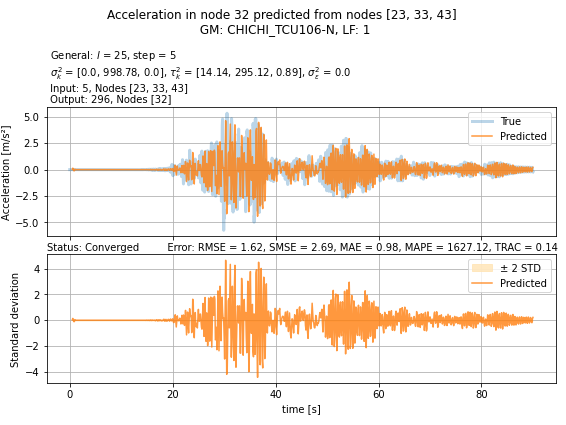 Acceleration in node 32 predicted from nodes [23, 33, 43]
GM: CHICHI_TCU106-N, LF: 1
General: l = 25, step = 5
σ²ₖ = [0.0, 998.78, 0.0], τ²ₖ = [14.14, 295.12, 0.89], σ²ε = 0.0
Input: 5, Nodes [23, 33, 43]
Output: 296, Nodes [32]
Acceleration [m/s²]
5.0
2.5
0.0
−2.5
−5.0
True
Predicted
Status: Converged
Error: RMSE = 1.62, SMSE = 2.69, MAE = 0.98, MAPE = 1627.12, TRAC = 0.14
Standard deviation
4
2
0
−2
−4
± 2 STD
Predicted
0 20 40 60 80
time [s]